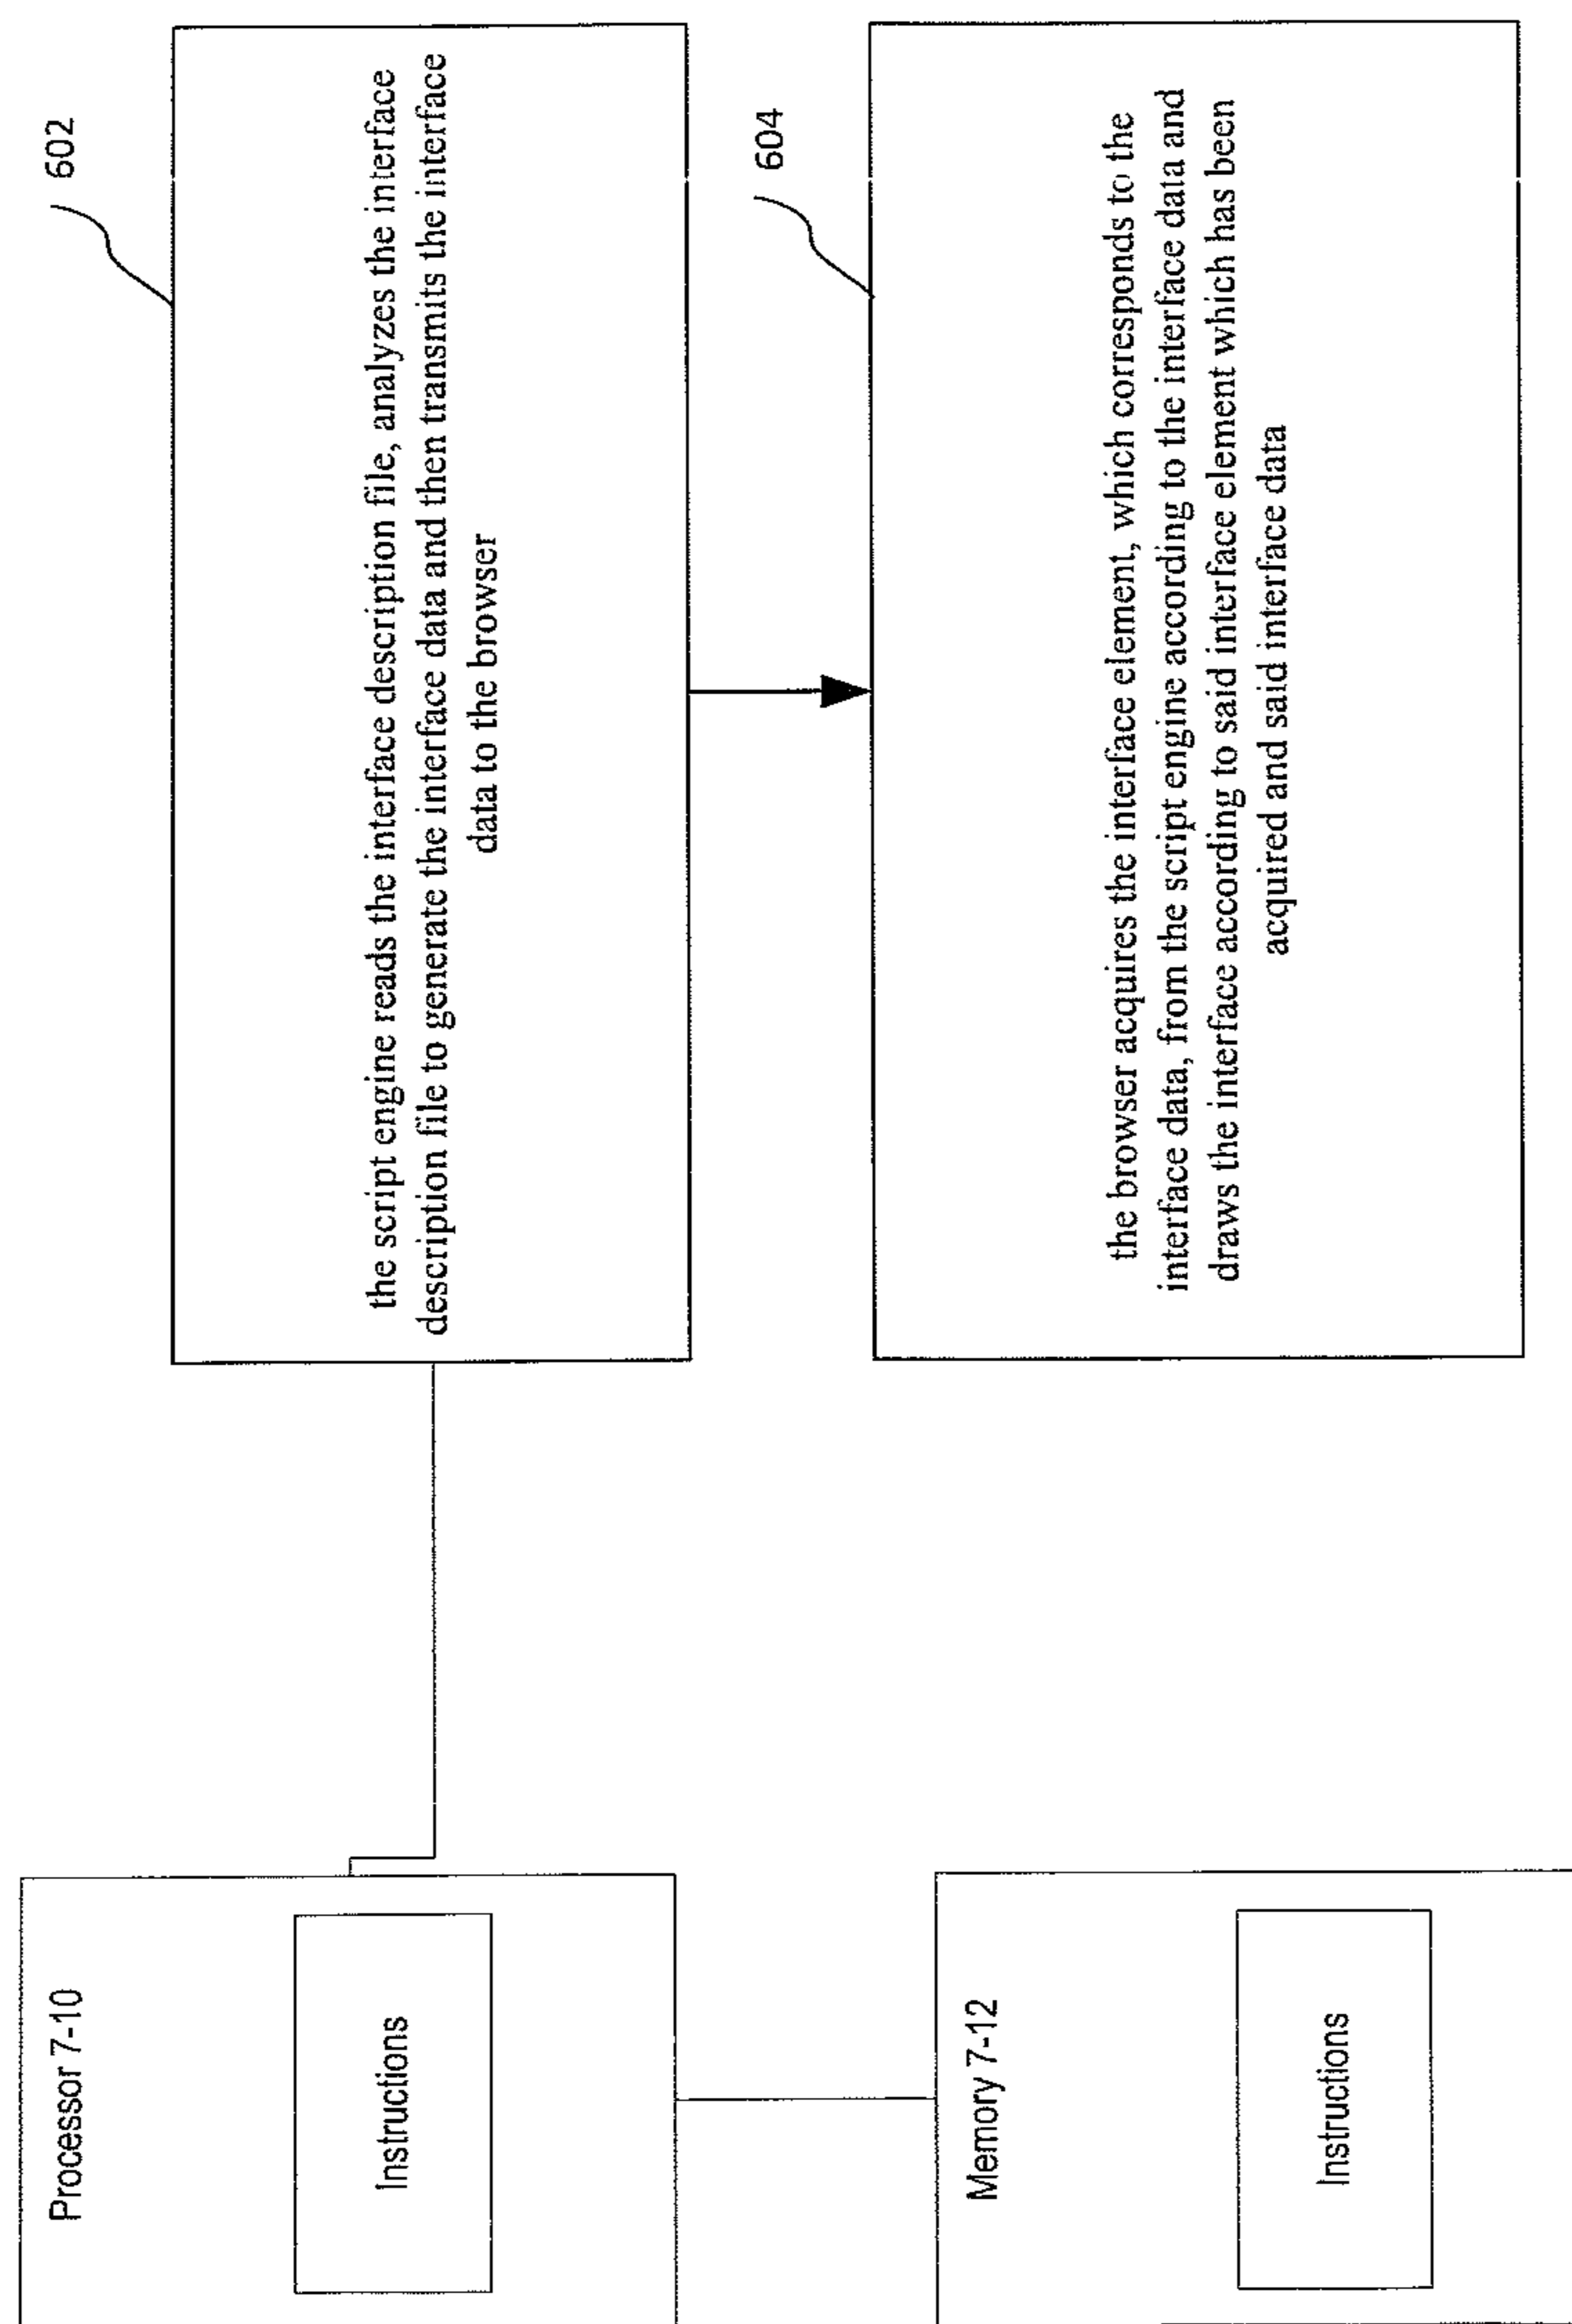 Processor 7-10
Instructions
Memory 7-12
Instructions
602
the script engine reads the interface description file, analyzes the interface
description file to generate the interface data and then transmits the interface
data to the browser
604
the browser acquires the interface element, which corresponds to the
interface data, from the script engine according to the interface data and
draws the interface according to said interface element which has been
acquired and said interface data